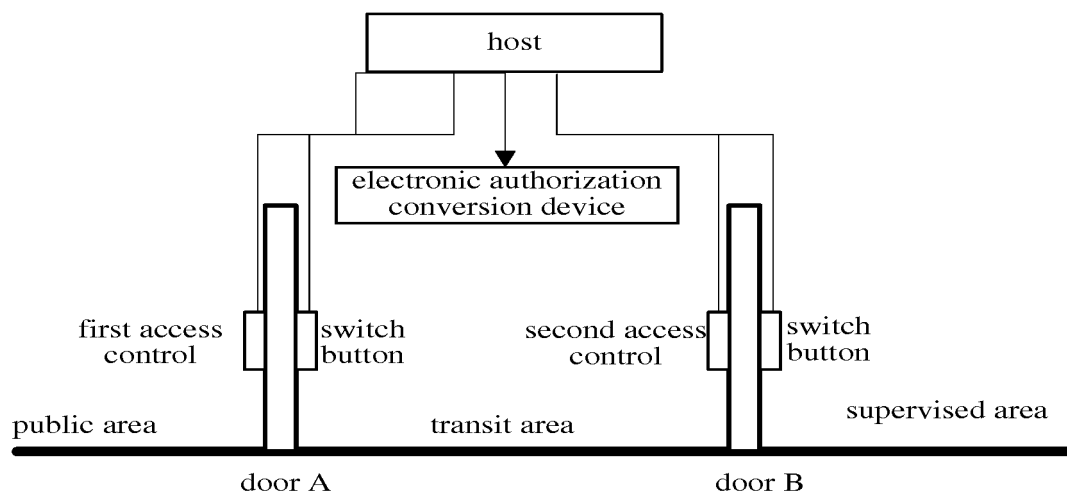 host
electronic authorization
conversion device
first access
control
switch
button
second access
control
switch
button
public area
transit area
supervised area
door A
door B